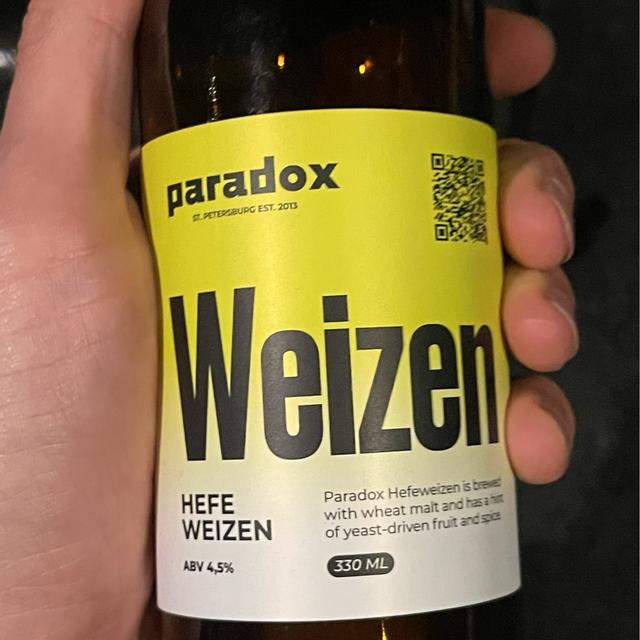 paradox
ST. PETERSBURG EST. 2013
Weizen
HEFE
WEIZEN
ABV 4,5%
Paradox Hefeweizen is brewed
with wheat malt and has a hint
of yeast-driven fruit and spice.
330 ML